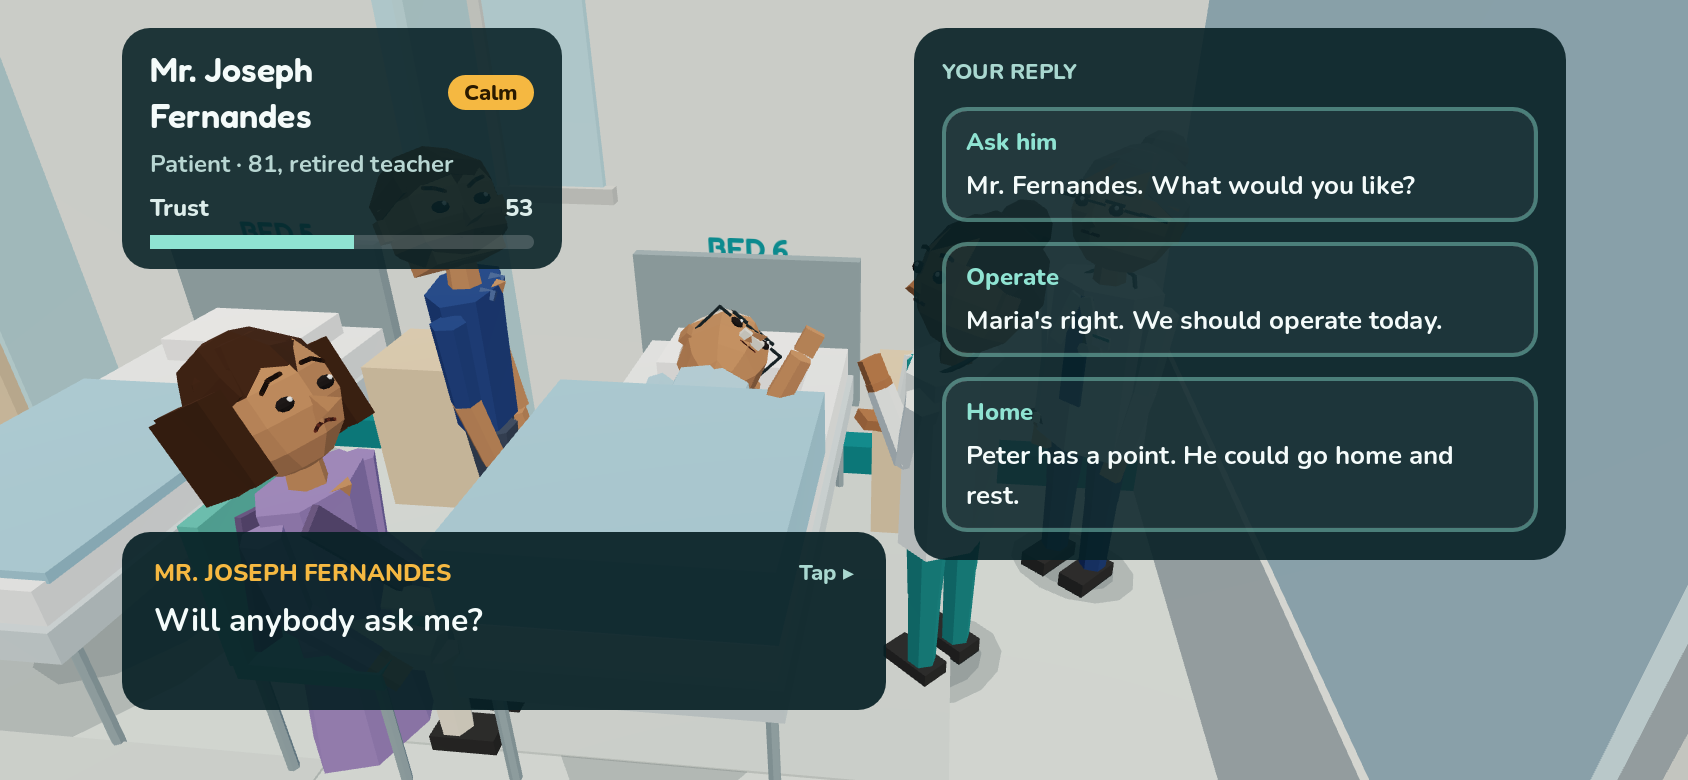 Mr. Joseph
Fernandes
Calm
Patient · 81, retired teacher
Trust
53
BED 5
BED 6
YOUR REPLY
Ask him
Mr. Fernandes. What would you like?
Operate
Maria's right. We should operate today.
Home
Peter has a point. He could go home and
rest.
MR. JOSEPH FERNANDES
Tap ▸
Will anybody ask me?